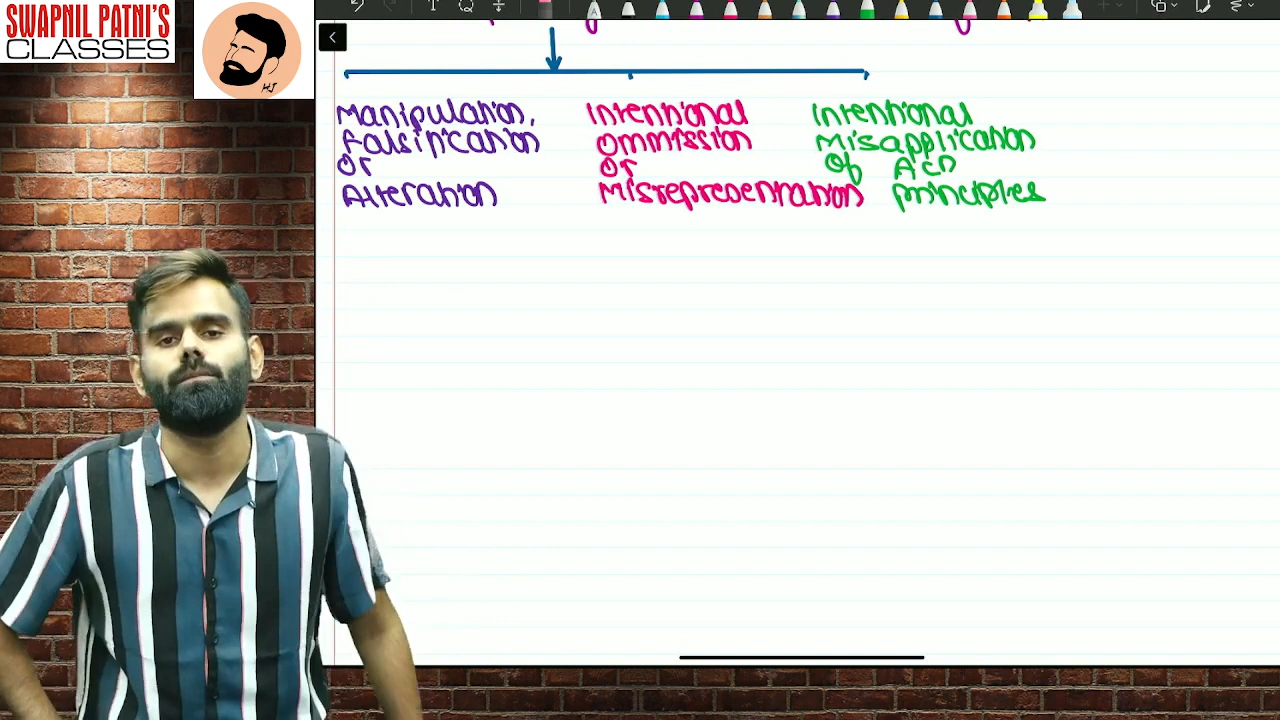 SWAPNIL PATNI'S
CLASSES
Manipulation,
Falsification
Or
Alteration
Intentional
Ommission
Or
Misrepresentation
Intentional
Misapplication
Of Acn
principles